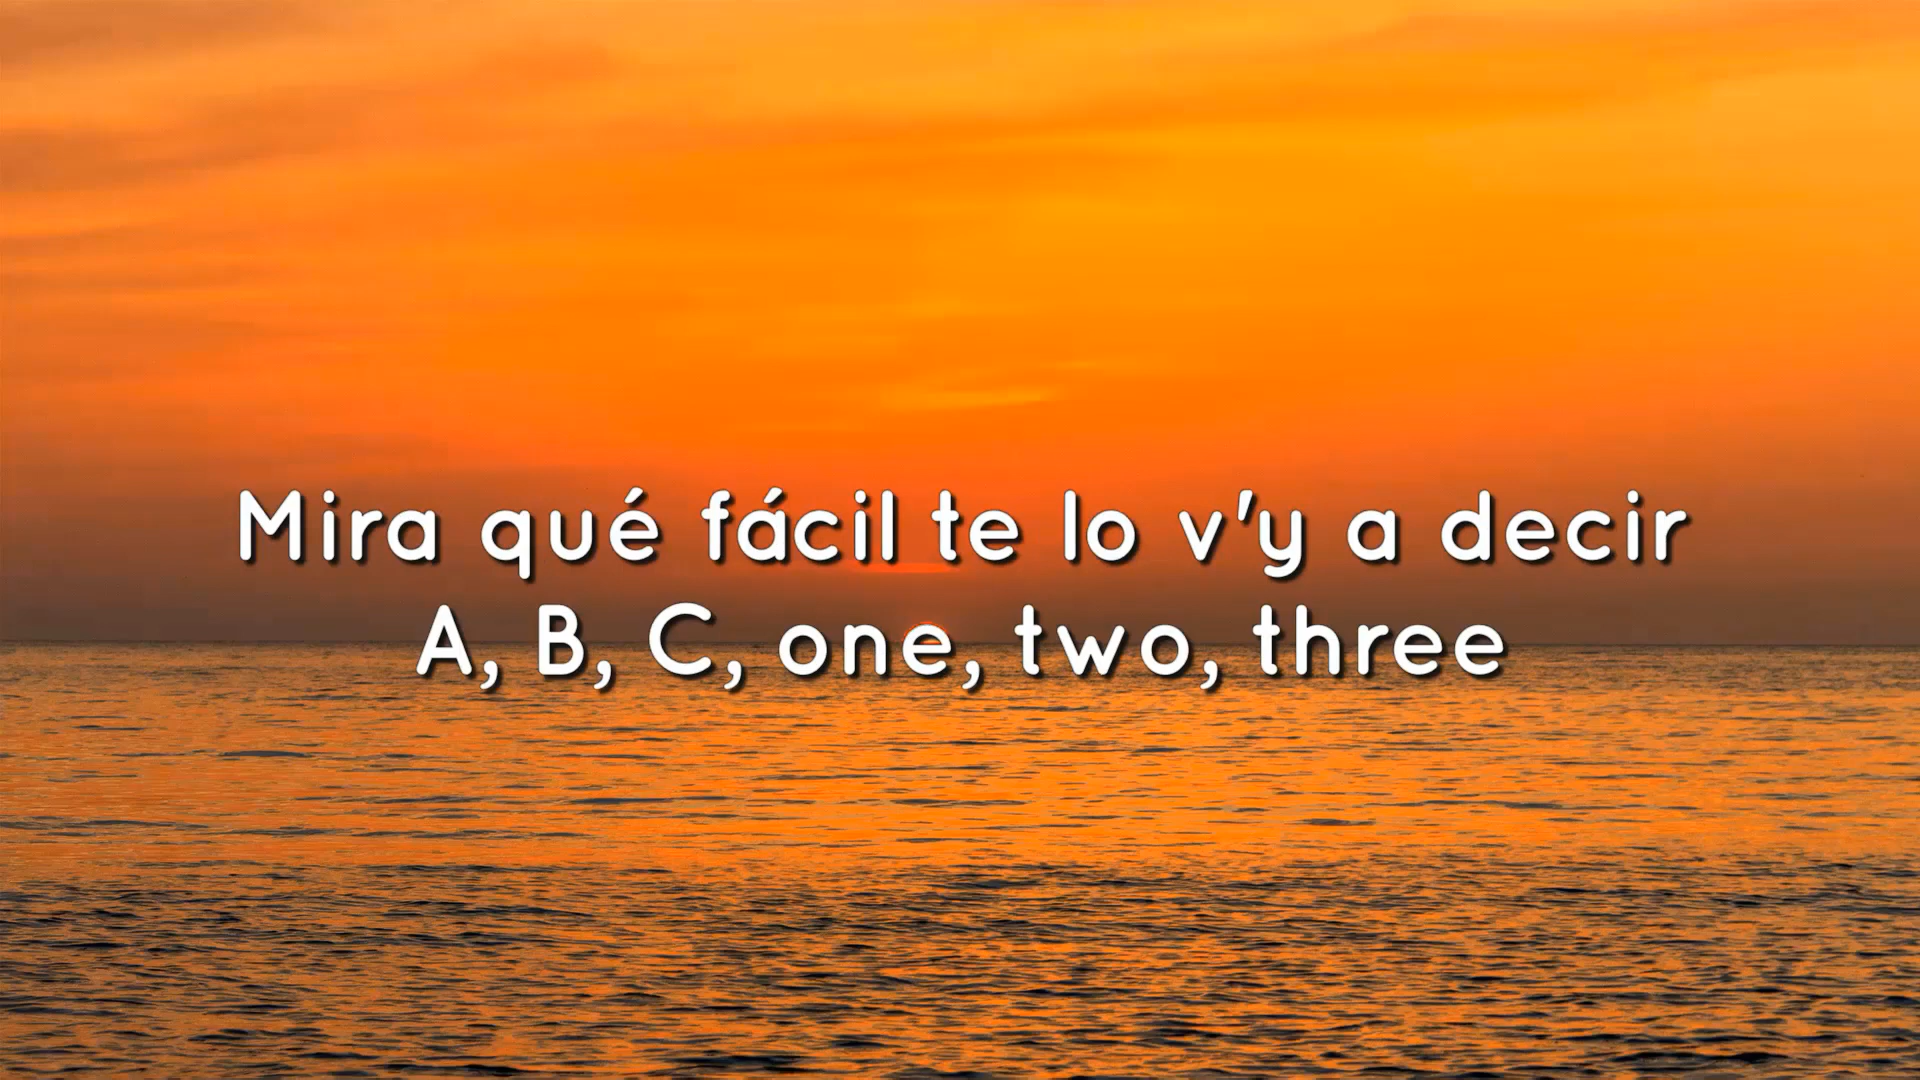 Mira qué fácil te lo v'y a decir
A, B, C, one, two, three